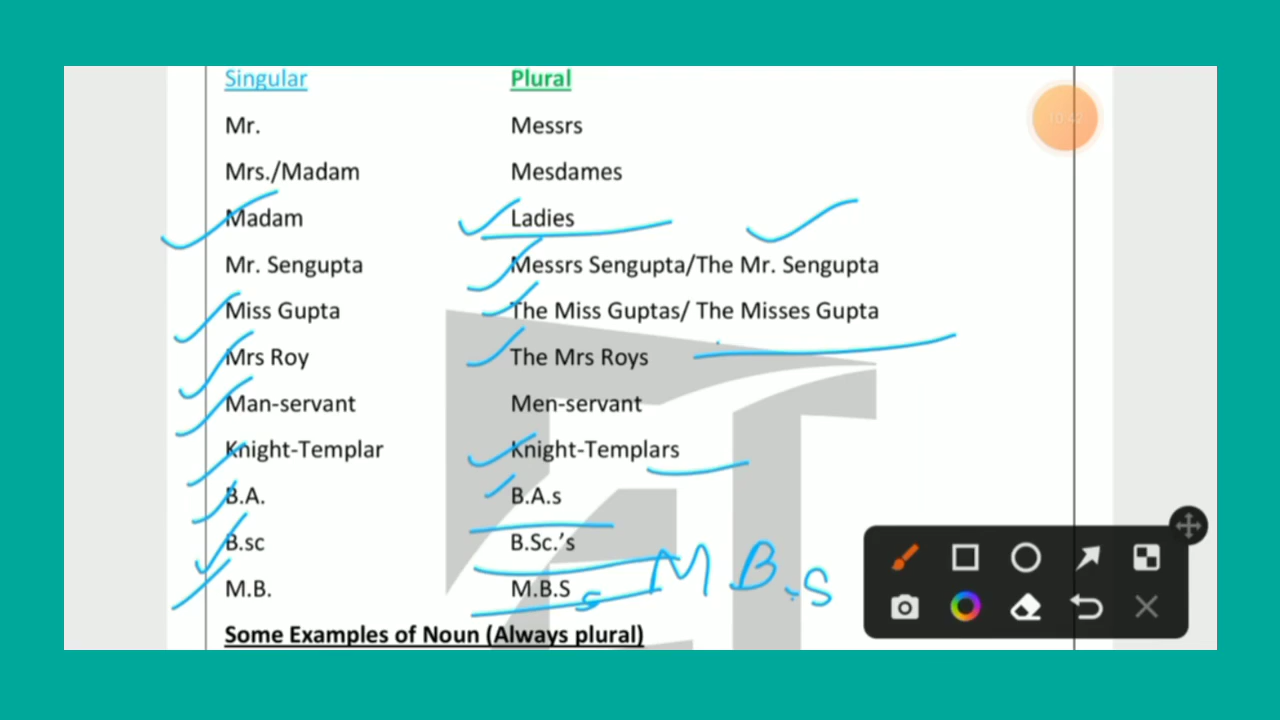 Singular Plural
10:42
Mr. Messrs
Mrs./Madam Mesdames
Madam Ladies
Mr. Sengupta Messrs Sengupta/The Mr. Sengupta
Miss Gupta The Miss Guptas/ The Misses Gupta
Mrs Roy The Mrs Roys
Man-servant Men-servant
Knight-Templar Knight-Templars
B.A. B.A.s
B.sc B.Sc.’s
M.B. M.B.S s M B.s
Some Examples of Noun (Always plural)